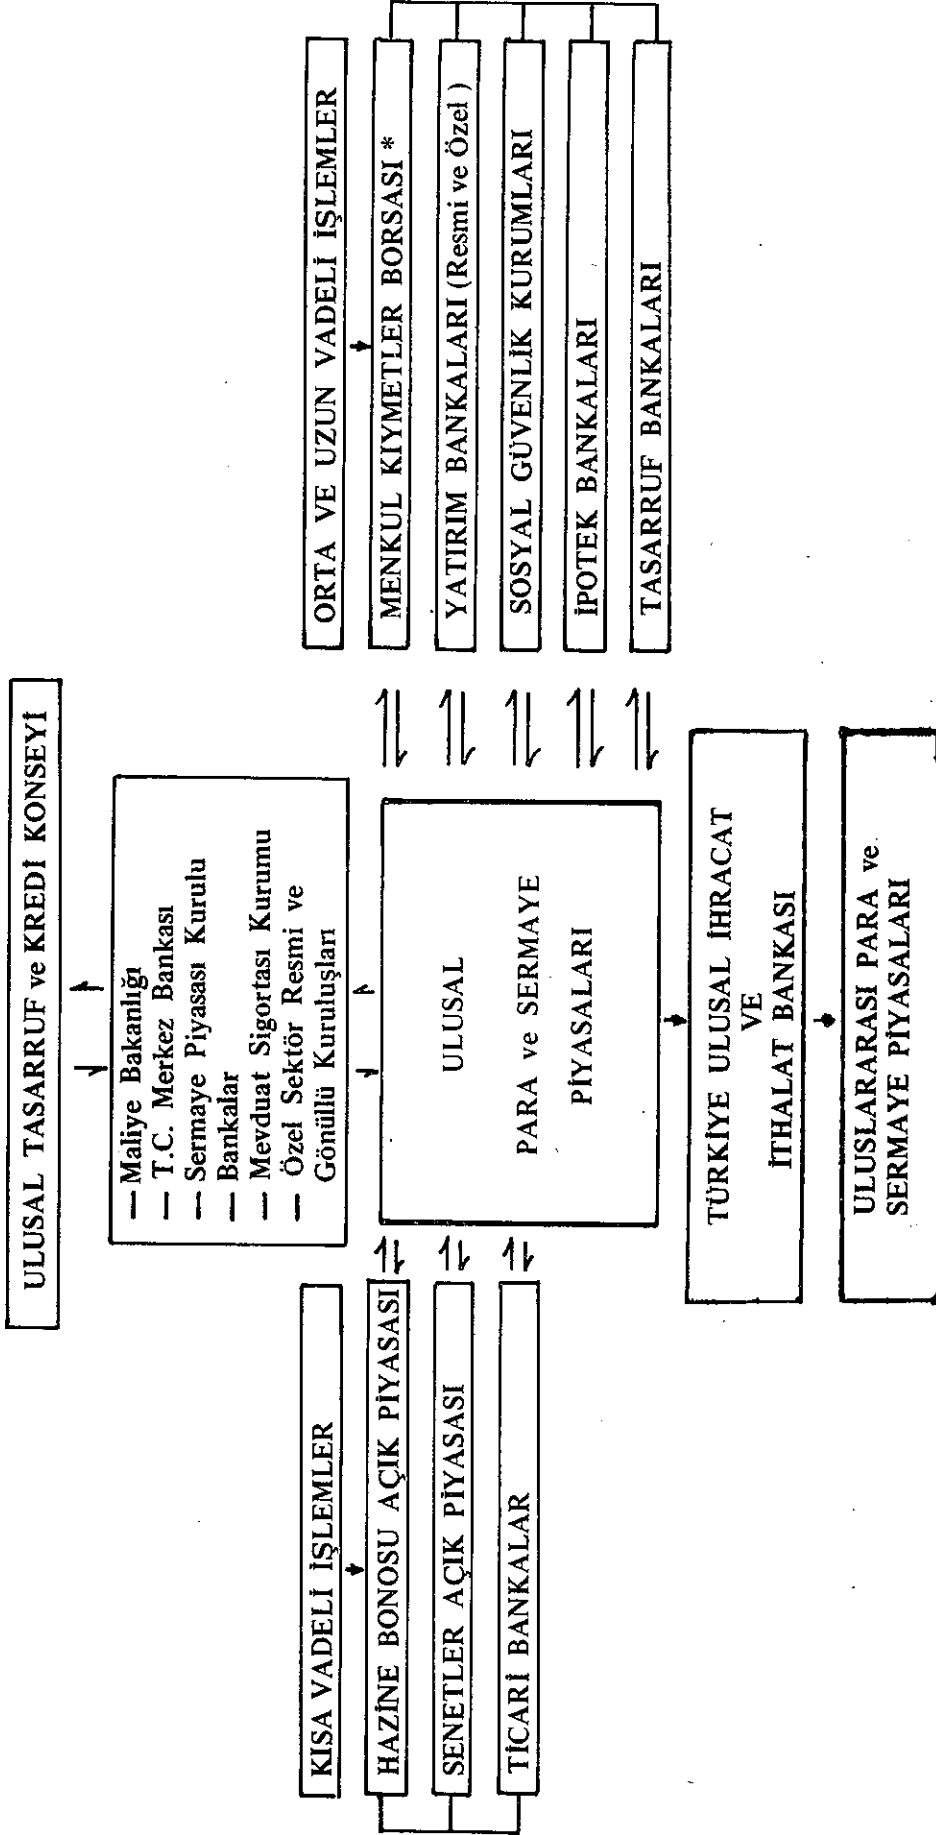 ULUSAL TASARRUF ve KREDİ KONSEYİ
— Maliye Bakanlığı
— T.C. Merkez Bankası
— Sermaye Piyasası Kurulu
— Bankalar
— Mevduat Sigortası Kurumu
— Özel Sektör Resmi ve
Gönüllü Kuruluşları
KISA VADELİ İŞLEMLER
HAZİNE BONOSU AÇIK PİYASASI
SENETLER AÇIK PİYASASI
TİCARİ BANKALAR
ULUSAL
PARA ve SERMAYE
PİYASALARI
ORTA VE UZUN VADELİ İŞLEMLER
MENKUL KIYMETLER BORSASI *
YATIRIM BANKALARI (Resmi ve Özel )
SOSYAL GÜVENLİK KURUMLARI
İPOTEK BANKALARI
TASARRUF BANKALARI
TÜRKİYE ULUSAL İHRACAT
VE
İTHALAT BANKASI
ULUSLARARASI PARA ve
SERMAYE PİYASALARI